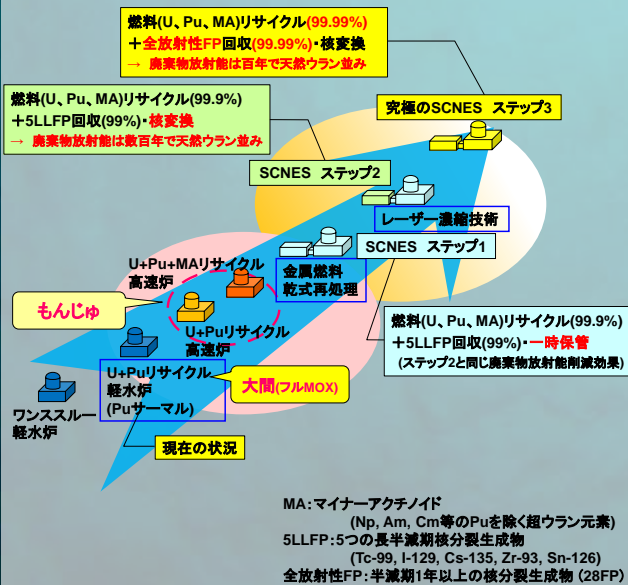 燃料(U、Pu、MA)リサイクル(99.99%)
＋全放射性FP回収(99.99%)・核変換
→ 廃棄物放射能は百年で天然ウラン並み
燃料(U、Pu、MA)リサイクル(99.9%)
＋5LLFP回収(99%)・核変換
→ 廃棄物放射能は数百年で天然ウラン並み
究極のSCNES ステップ3
SCNES ステップ2
レーザー濃縮技術
SCNES ステップ1
U+Pu+MAリサイクル
高速炉
金属燃料
乾式再処理
もんじゅ
U+Puリサイクル
高速炉
燃料(U、Pu、MA)リサイクル(99.9%)
＋5LLFP回収(99%)・一時保管
(ステップ2と同じ廃棄物放射能削減効果)
U+Puリサイクル
軽水炉
(Puサーマル)
大間(フルMOX)
ワンススルー
軽水炉
現在の状況
MA：マイナーアクチノイド
(Np, Am, Cm等のPuを除く超ウラン元素)
5LLFP：5つの長半減期核分裂生成物
(Tc-99, I-129, Cs-135, Zr-93, Sn-126)
全放射性FP：半減期1年以上の核分裂生成物 (28FP)